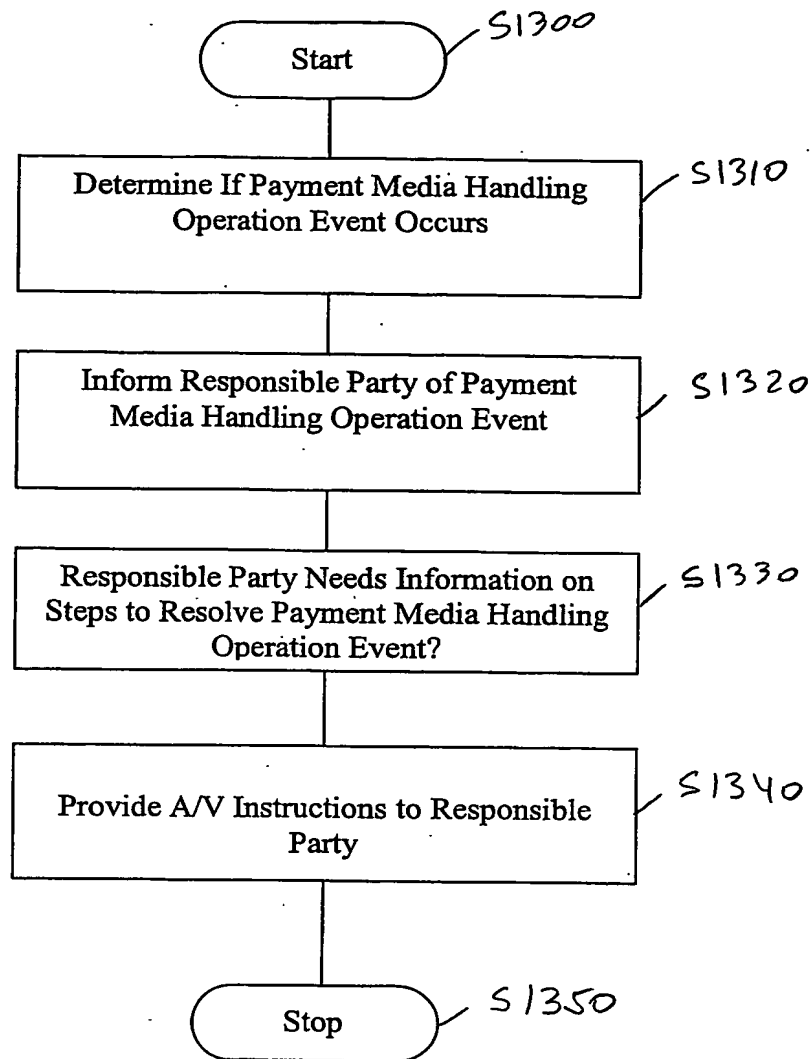 S1300
Start
S1310
Determine If Payment Media Handling
Operation Event Occurs
S1320
Inform Responsible Party of Payment
Media Handling Operation Event
S1330
Responsible Party Needs Information on
Steps to Resolve Payment Media Handling
Operation Event?
S1340
Provide A/V Instructions to Responsible
Party
S1350
Stop